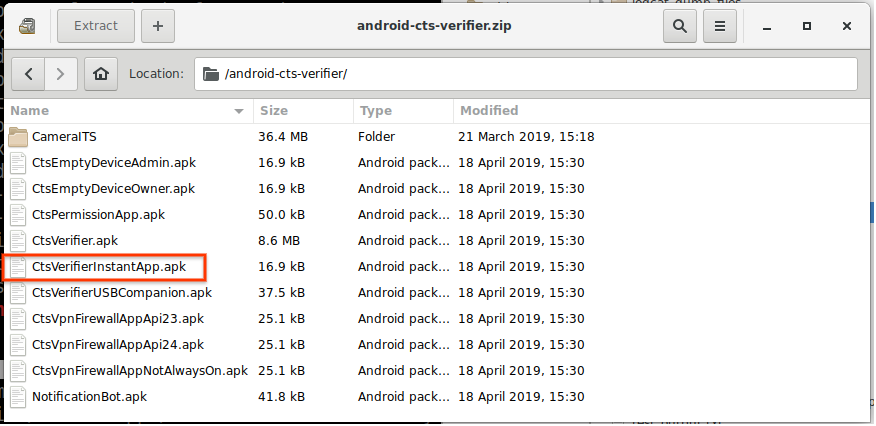 logcat_dump_files
Extract + android-cts-verifier.zip
Location: /android-cts-verifier/
Name Size Type Modified
CameraITS 36.4 MB Folder 21 March 2019, 15:18
CtsEmptyDeviceAdmin.apk 16.9 kB Android pack... 18 April 2019, 15:30
CtsEmptyDeviceOwner.apk 16.9 kB Android pack... 18 April 2019, 15:30
CtsPermissionApp.apk 50.0 kB Android pack... 18 April 2019, 15:30
CtsVerifier.apk 8.6 MB Android pack... 18 April 2019, 15:30
CtsVerifierInstantApp.apk 16.9 kB Android pack... 18 April 2019, 15:30
CtsVerifierUSBCompanion.apk 37.5 kB Android pack... 18 April 2019, 15:30
CtsVpnFirewallAppApi23.apk 25.1 kB Android pack... 18 April 2019, 15:30
CtsVpnFirewallAppApi24.apk 25.1 kB Android pack... 18 April 2019, 15:30
CtsVpnFirewallAppNotAlwaysOn.apk 25.1 kB Android pack... 18 April 2019, 15:30
NotificationBot.apk 41.8 kB Android pack... 18 April 2019, 15:30